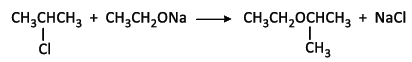 CH₃CHCH₃ + CH₃CH₂ONa ⟶ CH₃CH₂OCHCH₃ + NaCl
Cl
CH₃